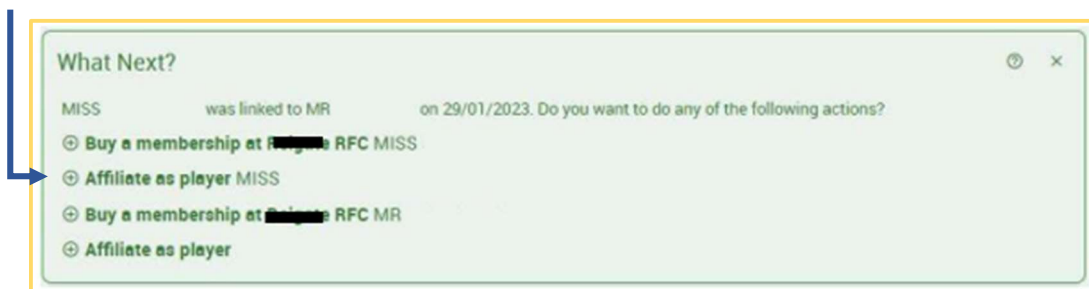 What Next?
MISS was linked to MR on 29/01/2023. Do you want to do any of the following actions?
Buy a membership at RFC MISS
Affiliate as player MISS
Buy a membership at RFC MR
Affiliate as player